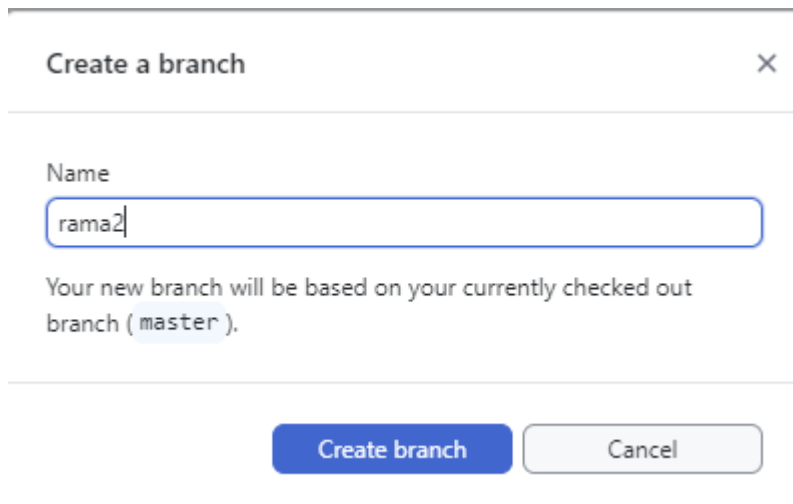 Create a branch
Name
rama2
Your new branch will be based on your currently checked out
branch ( master ).
Create branch
Cancel